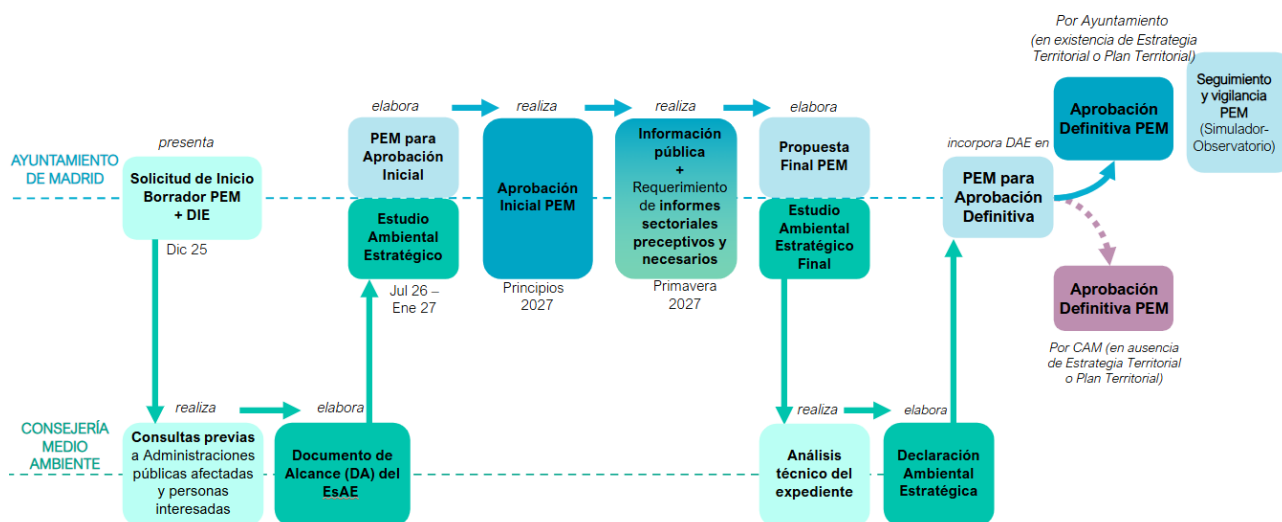 Por Ayuntamiento
(en existencia de Estrategia
Territorial o Plan Territorial)
elabora
realiza
realiza
elabora
presenta
incorpora DAE en
AYUNTAMIENTO
DE MADRID
Solicitud de Inicio
Borrador PEM
+ DIE
Dic 25
PEM para
Aprobación
Inicial
Estudio
Ambiental
Estratégico
Jul 26 –
Ene 27
Aprobación
Inicial PEM
Principios
2027
Información
pública
+
Requerimiento
de informes
sectoriales
preceptivos y
necesarios
Primavera
2027
Propuesta
Final PEM
Estudio
Ambiental
Estratégico
Final
PEM para
Aprobación
Definitiva
Aprobación
Definitiva PEM
Seguimiento
y vigilancia
PEM
(Simulador-
Observatorio)
Aprobación
Definitiva PEM
Por CAM (en ausencia
de Estrategia Territorial
o Plan Territorial)
CONSEJERÍA
MEDIO
AMBIENTE
realiza
elabora
realiza
elabora
Consultas previas
a Administraciones
públicas afectadas
y personas
interesadas
Documento de
Alcance (DA) del
EsAE
Análisis
técnico del
expediente
Declaración
Ambiental
Estratégica